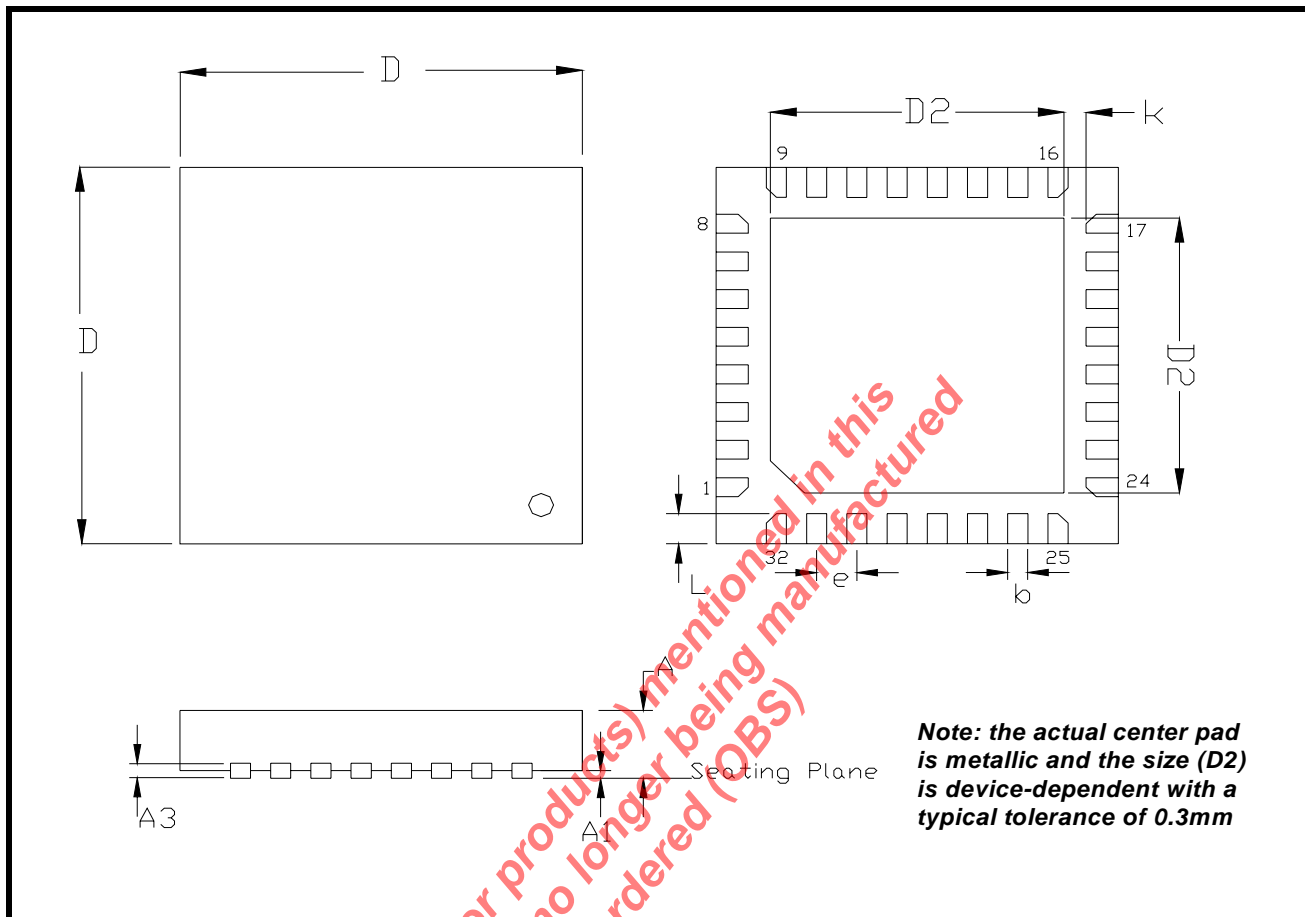 D
D2
k
9
16
8
17
D
D2
1
24
32
25
L
e
b
A
Seating Plane
A3
A1
Note: the actual center pad
is metallic and the size (D2)
is device-dependent with a
typical tolerance of 0.3mm
or products) mentioned in this
no longer being manufactured
rdered (OBS)